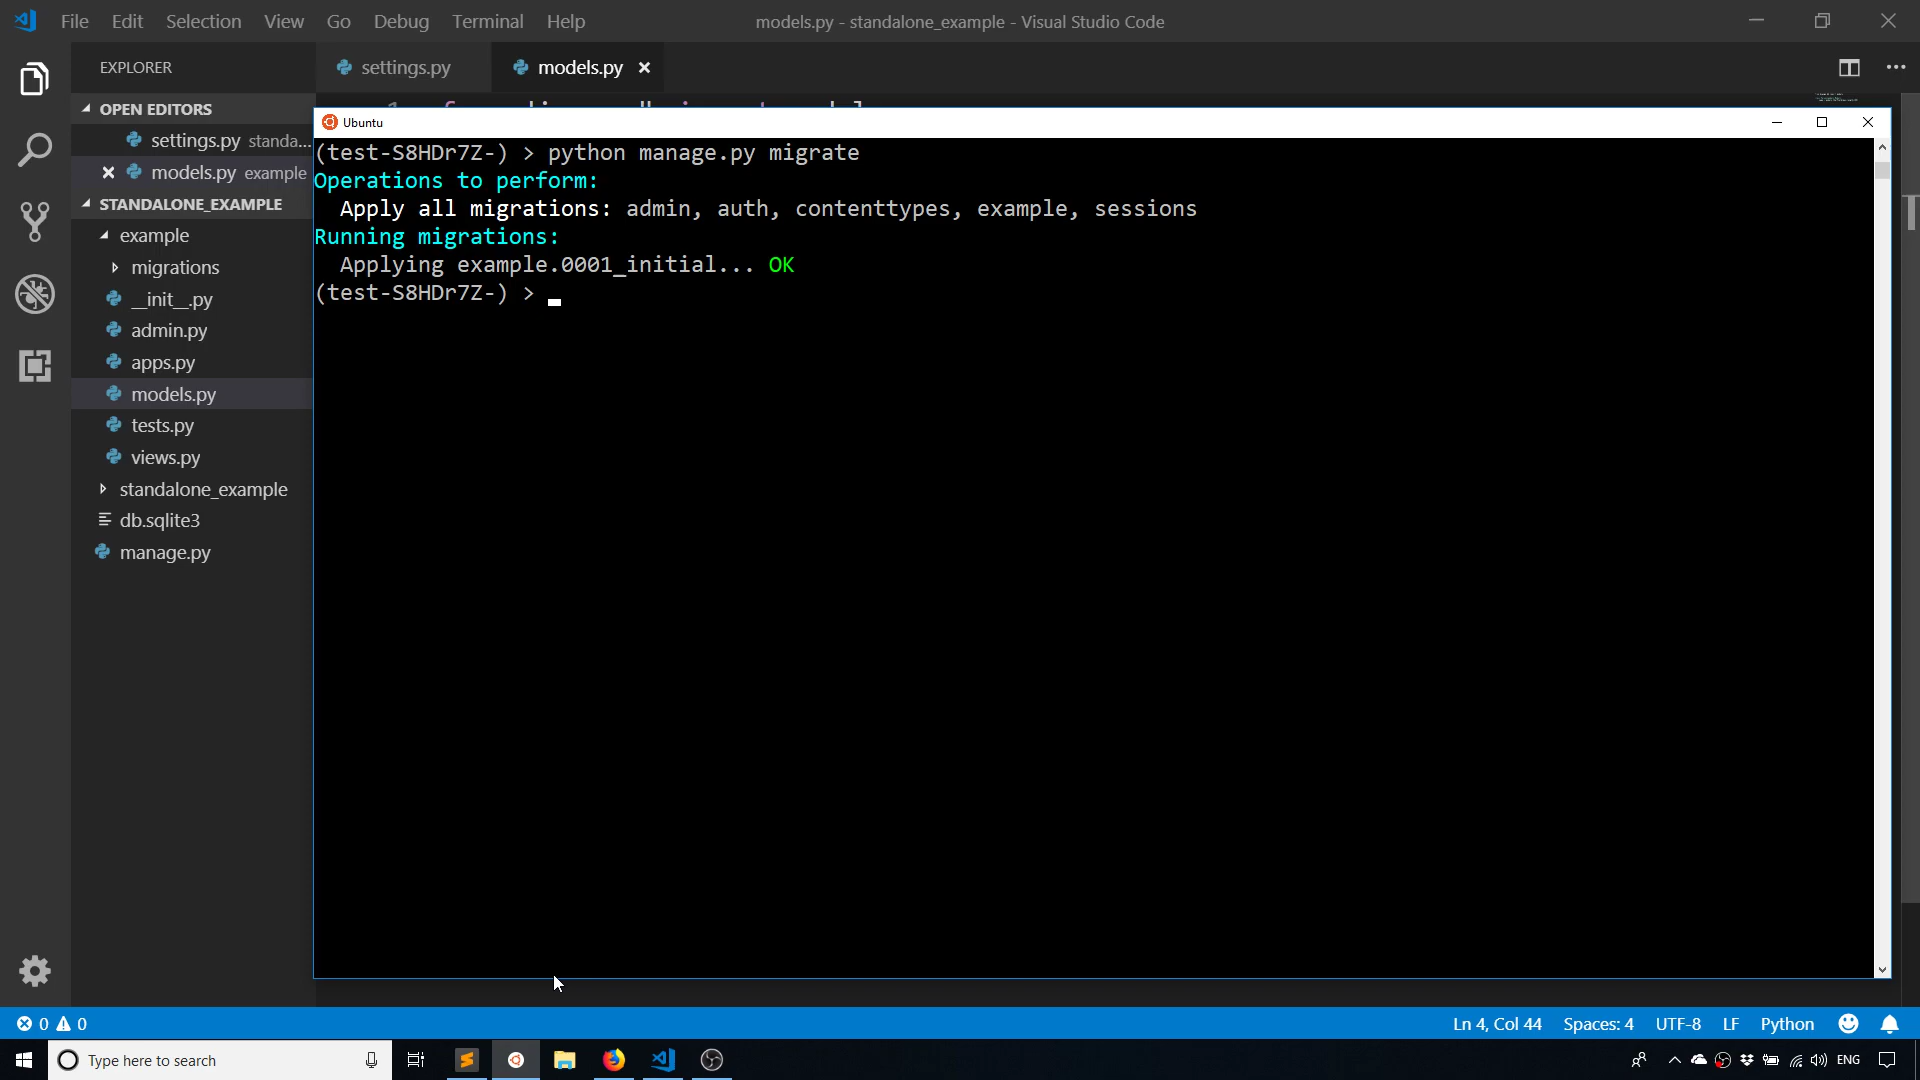 File Edit Selection View Go Debug Terminal Help
models.py - standalone_example - Visual Studio Code
EXPLORER
settings.py
models.py
OPEN EDITORS
settings.py standa...
models.py example
STANDALONE_EXAMPLE
example
migrations
__init__.py
admin.py
apps.py
models.py
tests.py
views.py
standalone_example
db.sqlite3
manage.py
Ubuntu
(test-S8HDr7Z-) > python manage.py migrate
Operations to perform:
Apply all migrations: admin, auth, contenttypes, example, sessions
Running migrations:
Applying example.0001_initial... OK
(test-S8HDr7Z-) >
0 0
Ln 4, Col 44 Spaces: 4 UTF-8 LF Python
Type here to search
ENG